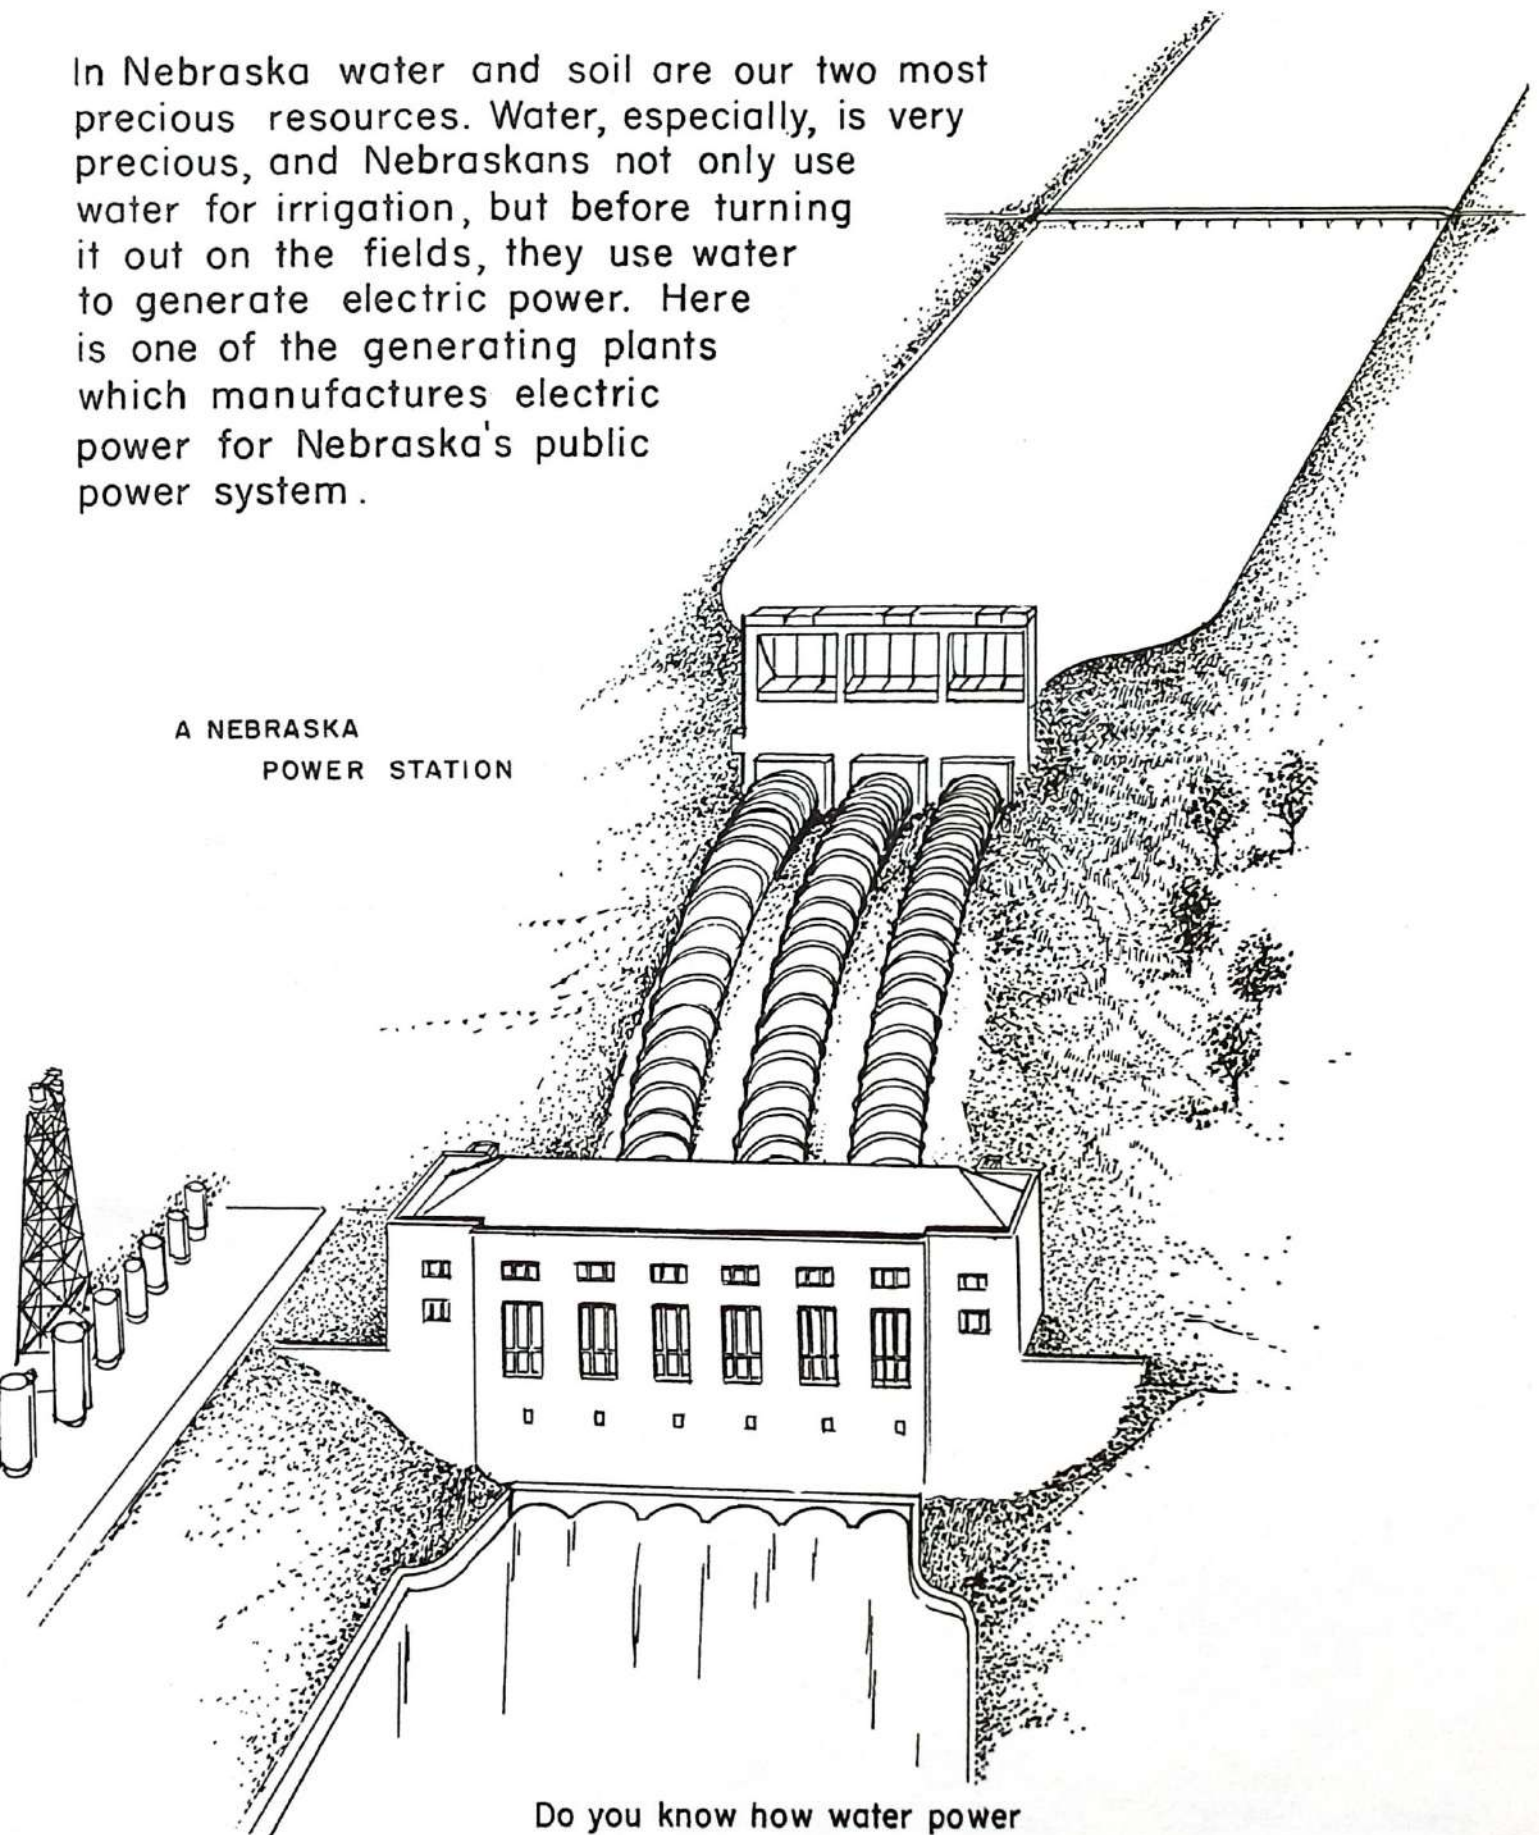 In Nebraska water and soil are our two most
precious resources. Water, especially, is very
precious, and Nebraskans not only use
water for irrigation, but before turning
it out on the fields, they use water
to generate electric power. Here
is one of the generating plants
which manufactures electric
power for Nebraska's public
power system.
A NEBRASKA
POWER STATION
Do you know how water power